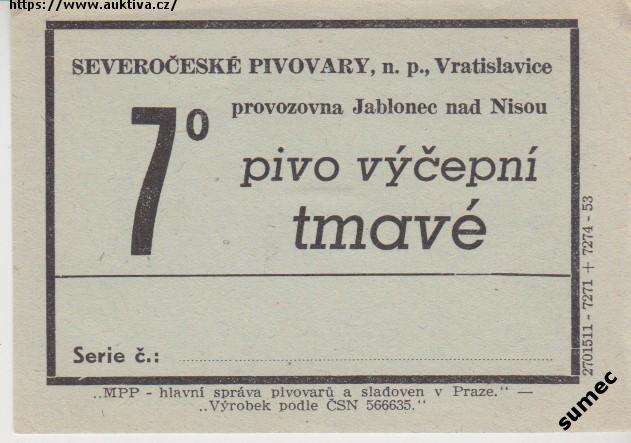 https://www.auktiva.cz/
SEVEROČESKÉ PIVOVARY, n. p., Vratislavice
provozovna Jablonec nad Nisou
7°
pivo výčepní
tmavé
Serie č.:
„MPP - hlavní správa pivovarů a sladoven v Praze." —
„Výrobek podle ČSN 566635."
2701511 - 7271 + 7274 - 53
sumec